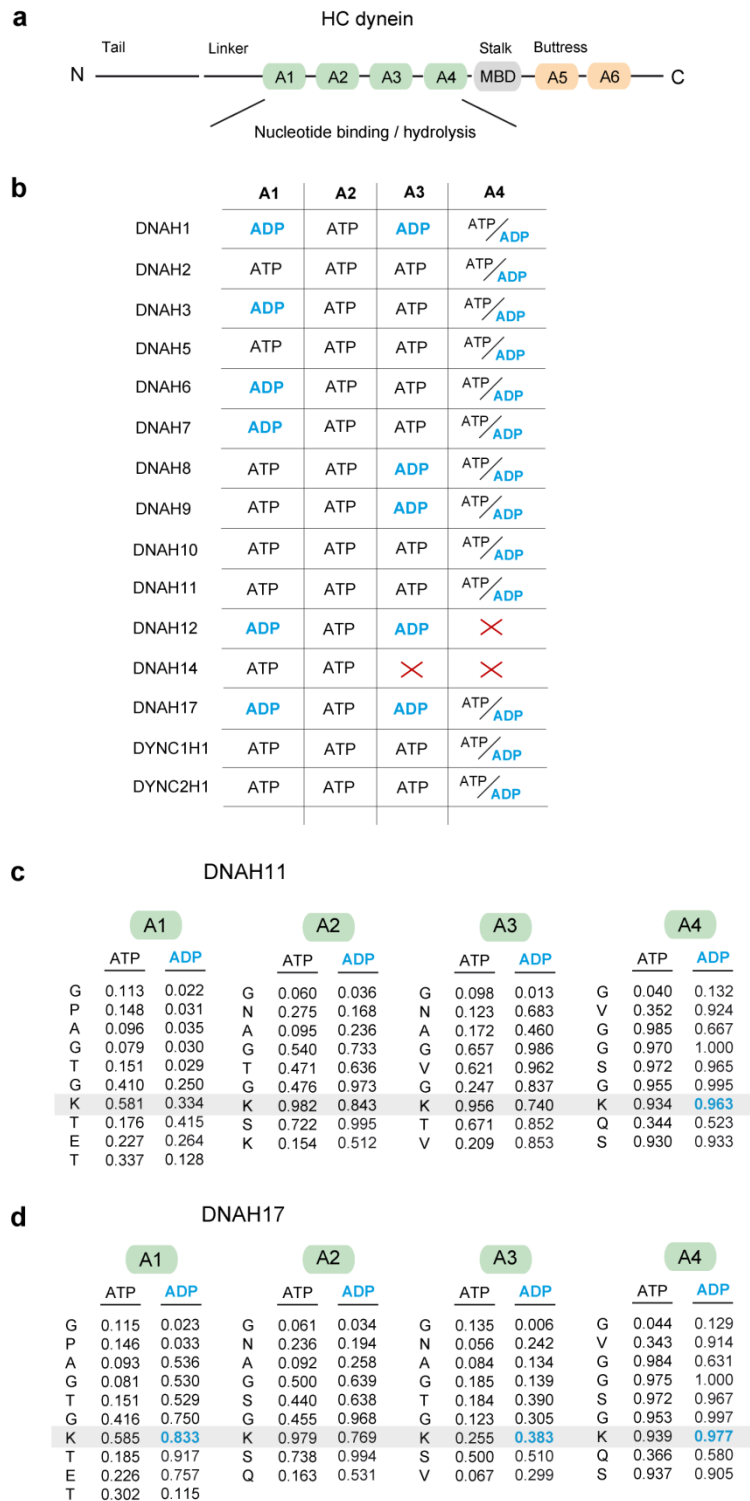 a
HC dynein
Tail Linker Stalk Buttress
N A1 A2 A3 A4 MBD A5 A6 C
Nucleotide binding / hydrolysis
b
A1 A2 A3 A4
DNAH1 ADP ATP ADP ATP/ADP
DNAH2 ATP ATP ATP ATP/ADP
DNAH3 ADP ATP ATP ATP/ADP
DNAH5 ATP ATP ATP ATP/ADP
DNAH6 ADP ATP ATP ATP/ADP
DNAH7 ADP ATP ATP ATP/ADP
DNAH8 ATP ATP ADP ATP/ADP
DNAH9 ATP ATP ADP ATP/ADP
DNAH10 ATP ATP ATP ATP/ADP
DNAH11 ATP ATP ATP ATP/ADP
DNAH12 ADP ATP ADP
DNAH14 ATP ATP
DNAH17 ADP ATP ADP ATP/ADP
DYNC1H1 ATP ATP ATP ATP/ADP
DYNC2H1 ATP ATP ATP ATP/ADP
c
DNAH11
A1 A2 A3 A4
ATP ADP ATP ADP ATP ADP ATP ADP
G 0.113 0.022 G 0.060 0.036 G 0.098 0.013 G 0.040 0.132
P 0.148 0.031 N 0.275 0.168 N 0.123 0.683 V 0.352 0.924
A 0.096 0.035 A 0.095 0.236 A 0.172 0.460 G 0.985 0.667
G 0.079 0.030 G 0.540 0.733 G 0.657 0.986 G 0.970 1.000
T 0.151 0.029 T 0.471 0.636 V 0.621 0.962 S 0.972 0.965
G 0.410 0.250 G 0.476 0.973 G 0.247 0.837 G 0.955 0.995
K 0.581 0.334 K 0.982 0.843 K 0.956 0.740 K 0.934 0.963
T 0.176 0.415 S 0.722 0.995 T 0.671 0.852 Q 0.344 0.523
E 0.227 0.264 K 0.154 0.512 V 0.209 0.853 S 0.930 0.933
T 0.337 0.128
d
DNAH17
A1 A2 A3 A4
ATP ADP ATP ADP ATP ADP ATP ADP
G 0.115 0.023 G 0.061 0.034 G 0.135 0.006 G 0.044 0.129
P 0.146 0.033 N 0.236 0.194 N 0.056 0.242 V 0.343 0.914
A 0.093 0.536 A 0.092 0.258 A 0.084 0.134 G 0.984 0.631
G 0.081 0.530 G 0.500 0.639 G 0.185 0.139 G 0.975 1.000
T 0.151 0.529 S 0.440 0.638 T 0.184 0.390 S 0.972 0.967
G 0.416 0.750 G 0.455 0.968 G 0.123 0.305 G 0.953 0.997
K 0.585 0.833 K 0.979 0.769 K 0.255 0.383 K 0.939 0.977
T 0.185 0.917 S 0.738 0.994 S 0.500 0.510 Q 0.366 0.580
E 0.226 0.757 Q 0.163 0.531 V 0.067 0.299 S 0.937 0.905
T 0.302 0.115